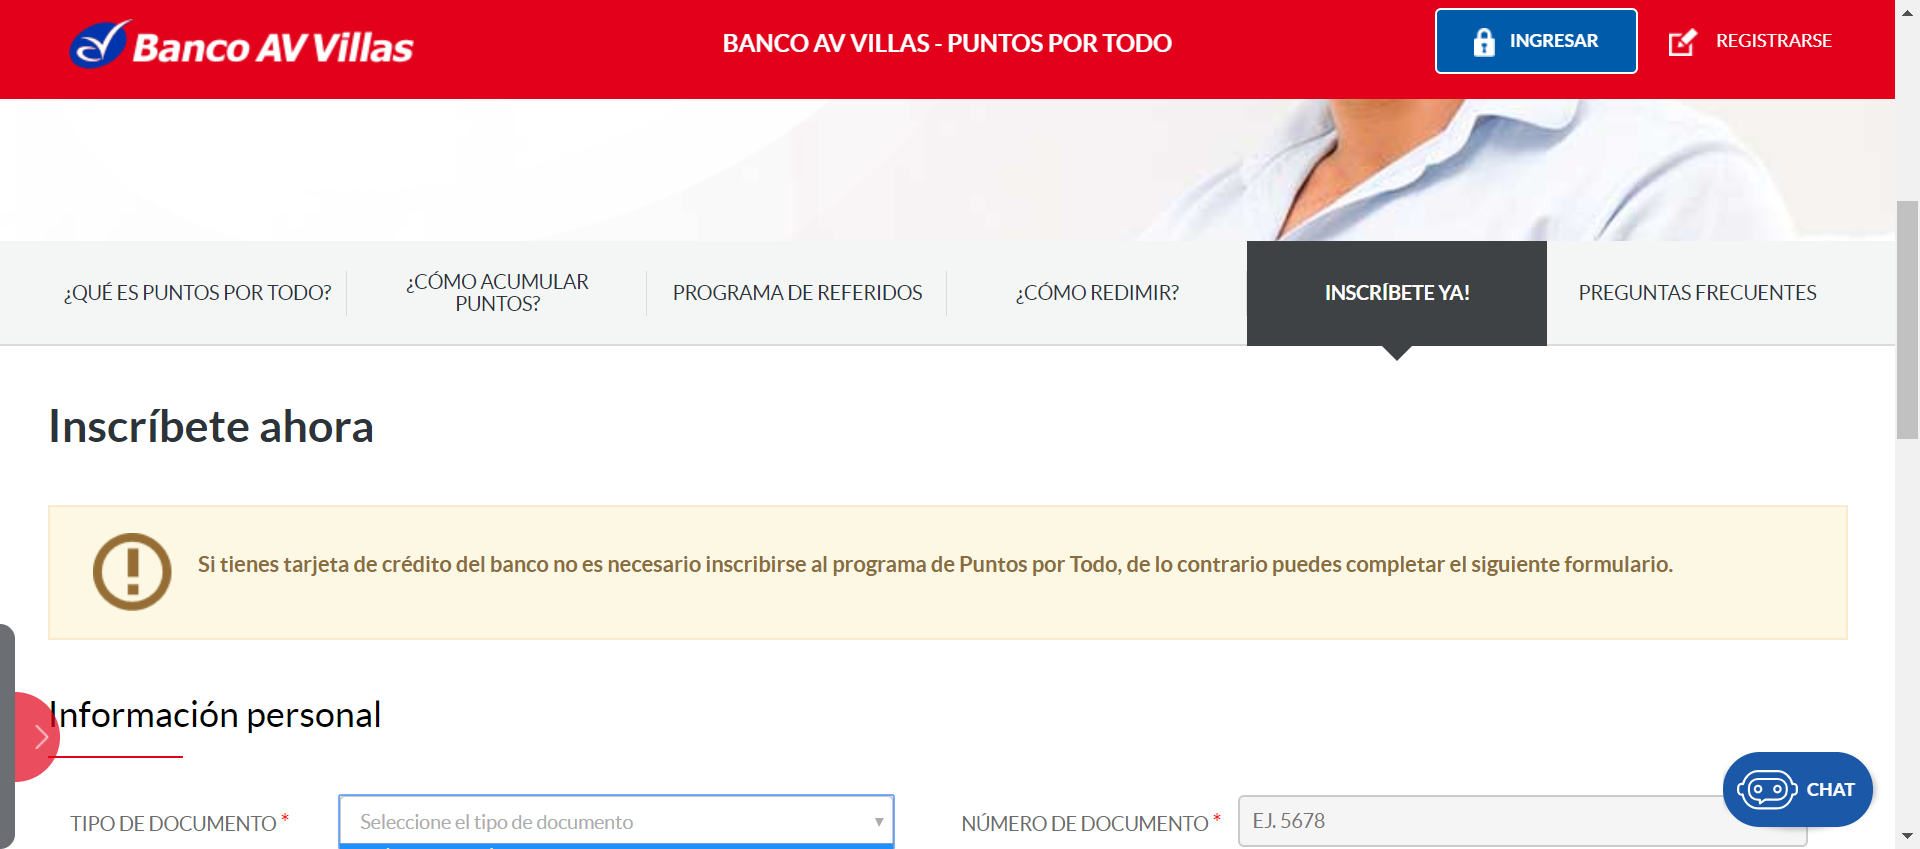 Banco AV Villas
BANCO AV VILLAS - PUNTOS POR TODO
INGRESAR
REGISTRARSE
¿QUÉ ES PUNTOS POR TODO?
¿CÓMO ACUMULAR
PUNTOS?
PROGRAMA DE REFERIDOS
¿CÓMO REDIMIR?
INSCRÍBETE YA!
PREGUNTAS FRECUENTES
Inscríbete ahora
Si tienes tarjeta de crédito del banco no es necesario inscribirse al programa de Puntos por Todo, de lo contrario puedes completar el siguiente formulario.
Información personal
TIPO DE DOCUMENTO *
Seleccione el tipo de documento
NÚMERO DE DOCUMENTO *
EJ. 5678
CHAT